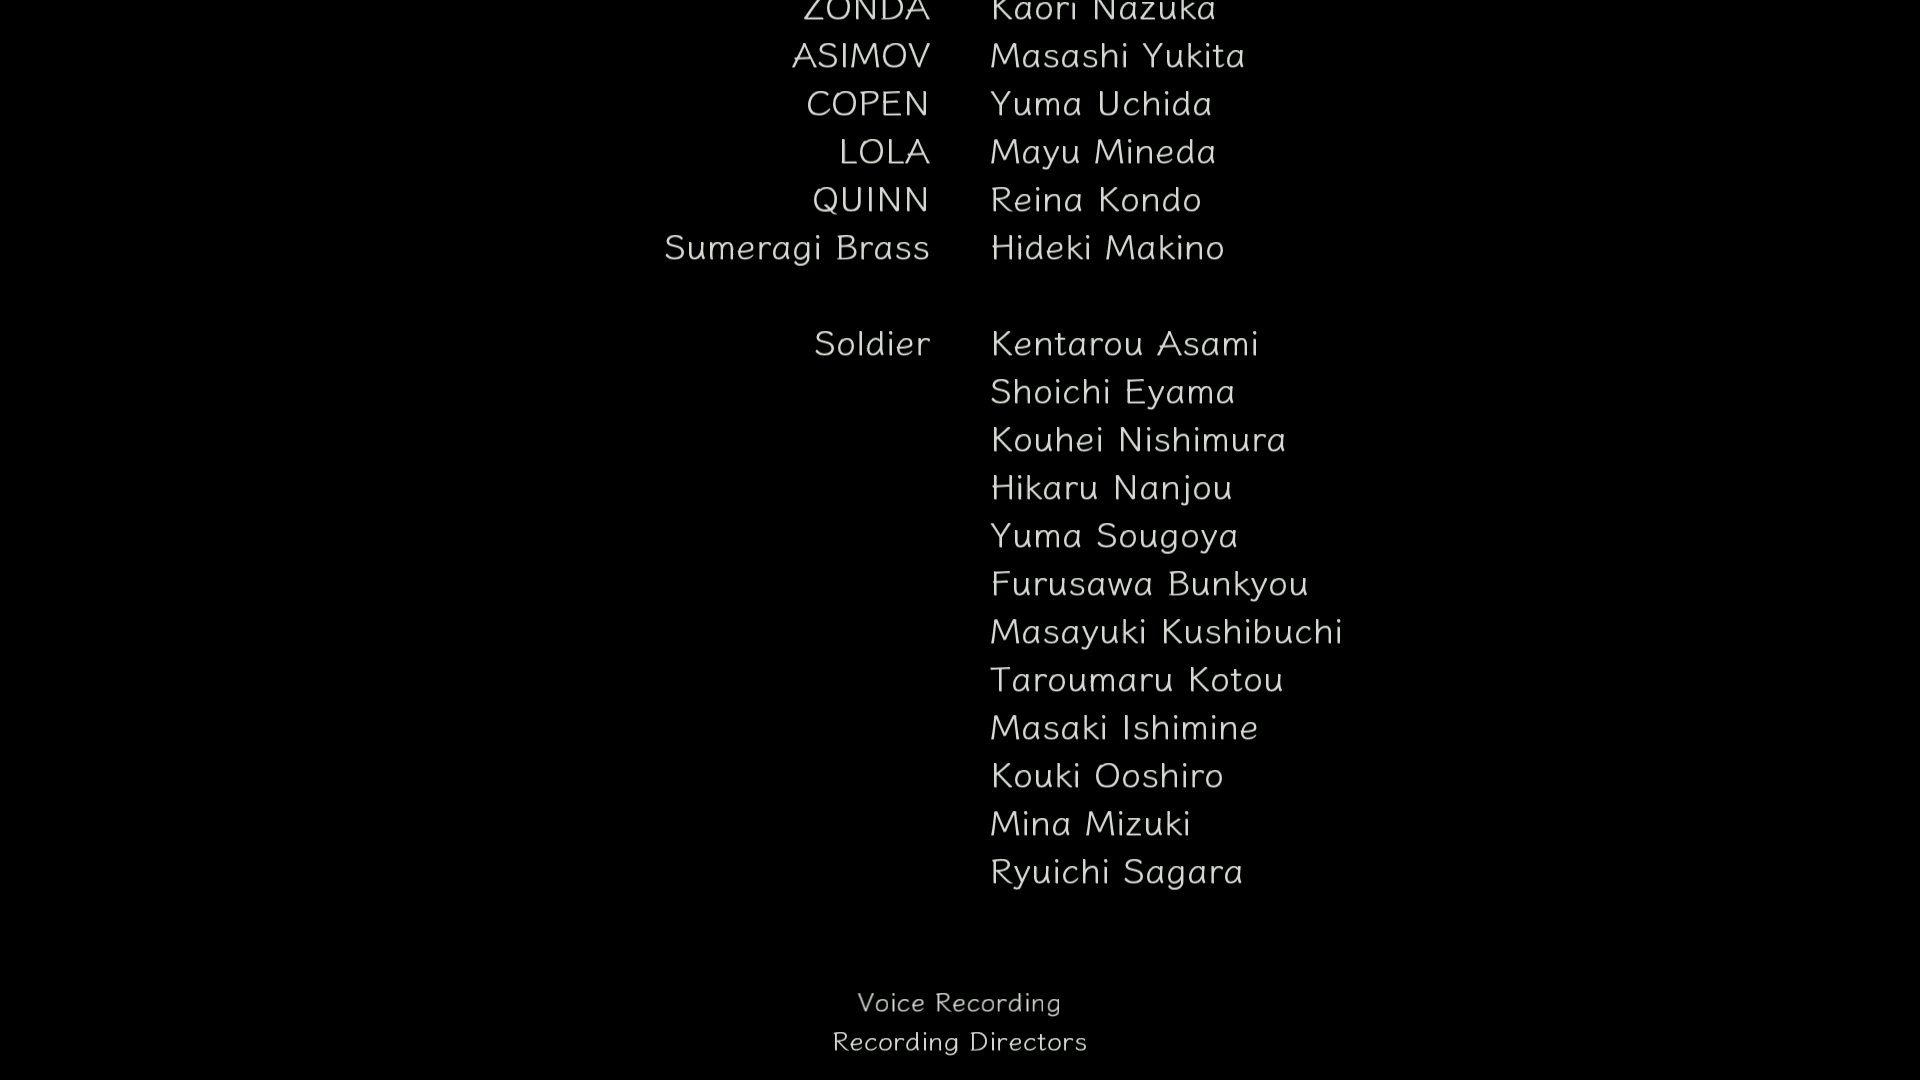 ZONDA Kaori Nazuka
ASIMOV Masashi Yukita
COPEN Yuma Uchida
LOLA Mayu Mineda
QUINN Reina Kondo
Sumeragi Brass Hideki Makino
Soldier Kentarou Asami
Shoichi Eyama
Kouhei Nishimura
Hikaru Nanjou
Yuma Sougoya
Furusawa Bunkyou
Masayuki Kushibuchi
Taroumaru Kotou
Masaki Ishimine
Kouki Ooshiro
Mina Mizuki
Ryuichi Sagara
Voice Recording
Recording Directors